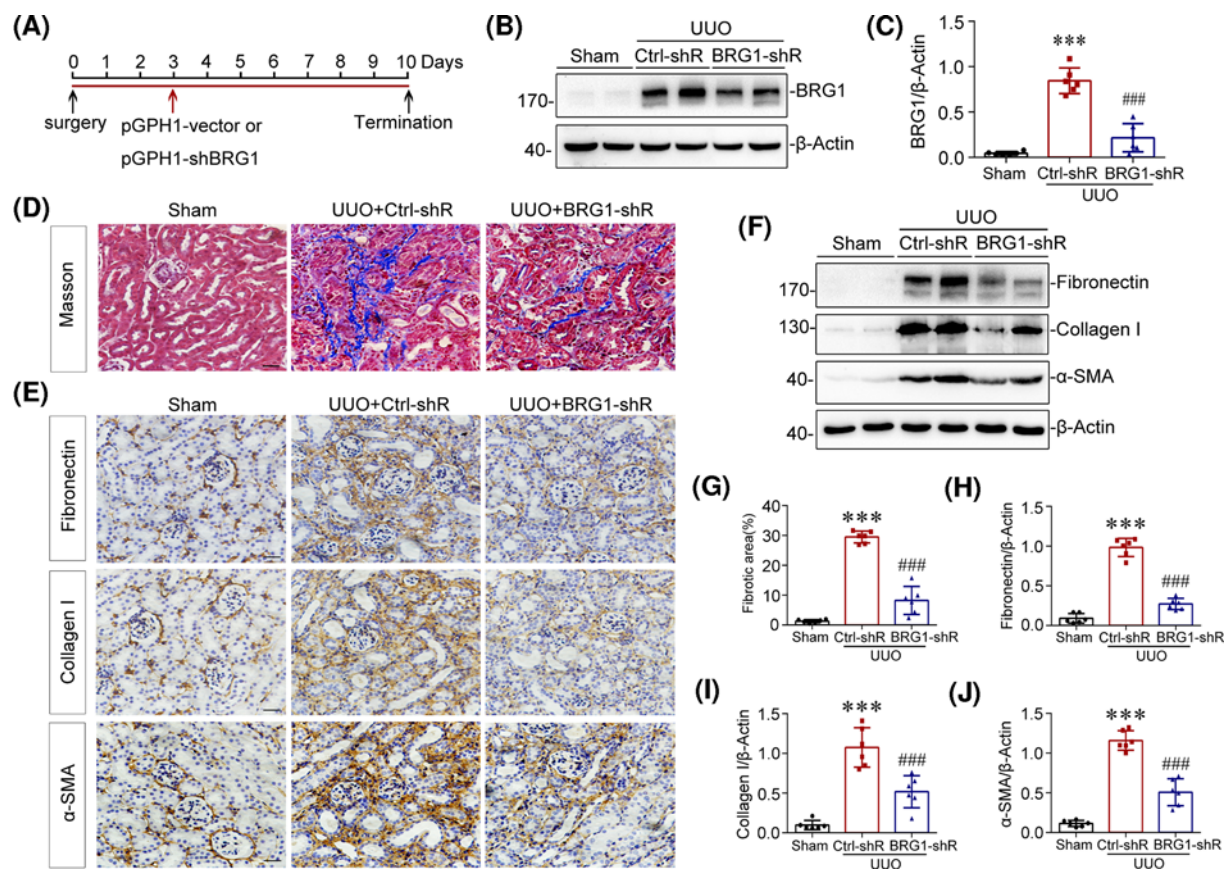 (A)
0 1 2 3 4 5 6 7 8 9 10 Days
surgery
pGPH1-vector or
pGPH1-shBRG1
Termination
(B)
UUO
Sham Ctrl-shR BRG1-shR
170- -BRG1
40- -β-Actin
(C)
BRG1/β-Actin
1.5
1.0
0.5
0.0
***
###
Sham Ctrl-shR BRG1-shR
UUO
(D)
Sham UUO+Ctrl-shR UUO+BRG1-shR
Masson
(E)
Sham UUO+Ctrl-shR UUO+BRG1-shR
Fibronectin
Collagen I
α-SMA
(F)
UUO
Sham Ctrl-shR BRG1-shR
170- -Fibronectin
130- -Collagen I
40- -α-SMA
40- -β-Actin
(G)
Fibrotic area(%)
40
30
20
10
0
***
###
Sham Ctrl-shR BRG1-shR
UUO
(H)
Fibronectin/β-Actin
1.5
1.0
0.5
0.0
***
###
Sham Ctrl-shR BRG1-shR
UUO
(I)
Collagen I/β-Actin
1.5
1.0
0.5
0.0
***
###
Sham Ctrl-shR BRG1-shR
UUO
(J)
α-SMA/β-Actin
1.5
1.0
0.5
0.0
***
###
Sham Ctrl-shR BRG1-shR
UUO